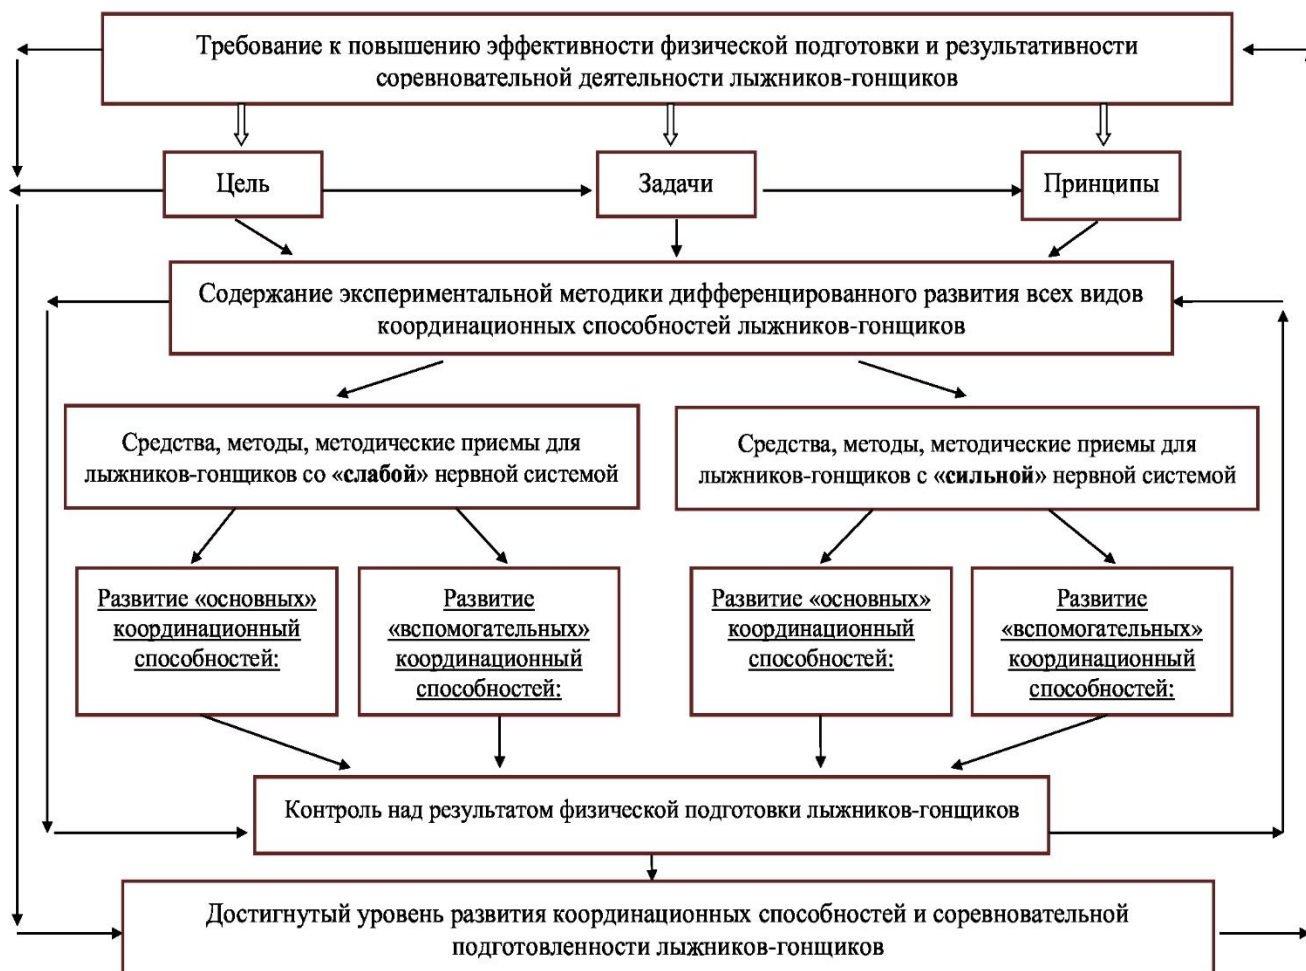 Требование к повышению эффективности физической подготовки и результативности
соревновательной деятельности лыжников-гонщиков
Цель
Задачи
Принципы
Содержание экспериментальной методики дифференцированного развития всех видов
координационных способностей лыжников-гонщиков
Средства, методы, методические приемы для
лыжников-гонщиков со «слабой» нервной системой
Средства, методы, методические приемы для
лыжников-гонщиков с «сильной» нервной системой
Развитие «основных»
координационный
способностей:
Развитие
«вспомогательных»
координационный
способностей:
Развитие «основных»
координационный
способностей:
Развитие
«вспомогательных»
координационный
способностей:
Контроль над результатом физической подготовки лыжников-гонщиков
Достигнутый уровень развития координационных способностей и соревновательной
подготовленности лыжников-гонщиков